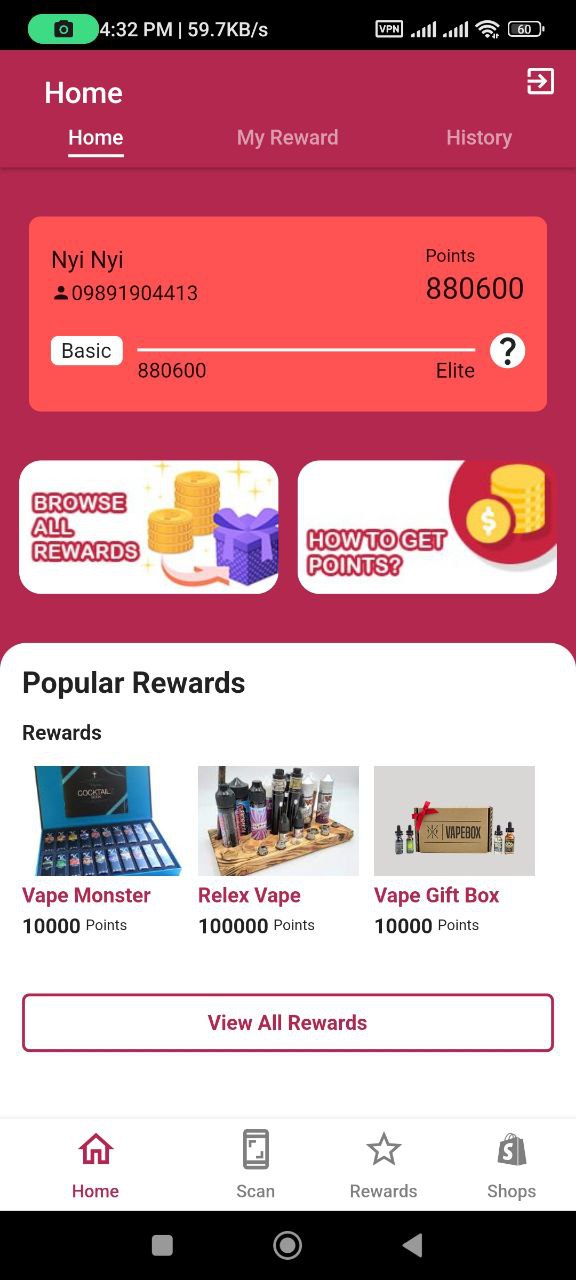 4:32 PM | 59.7KB/s
VPN
60
Home
Home
My Reward
History
Nyi Nyi
Points
09891904413
880600
Basic
?
880600
Elite
BROWSE
ALL
REWARDS
$
HOW TO GET
POINTS?
Popular Rewards
Rewards
COCKTAIL
VAPEBOX
Vape Monster
Relex Vape
Vape Gift Box
10000 Points
100000 Points
10000 Points
View All Rewards
Home
Scan
Rewards
Shops